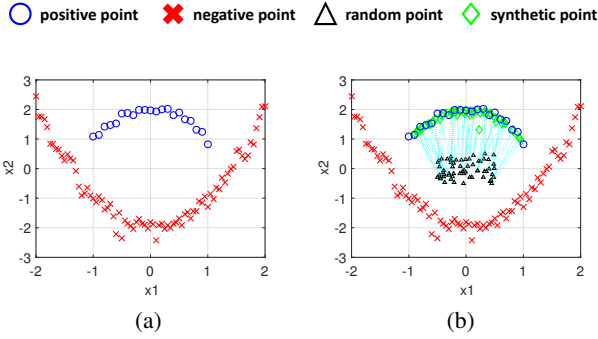 positive point negative point random point synthetic point
3 3
2 2
1 1
x2 0 x2 0
-1 -1
-2 -2
-3 -3
-2 -1 0 1 2 -2 -1 0 1 2
x1 x1
(a) (b)